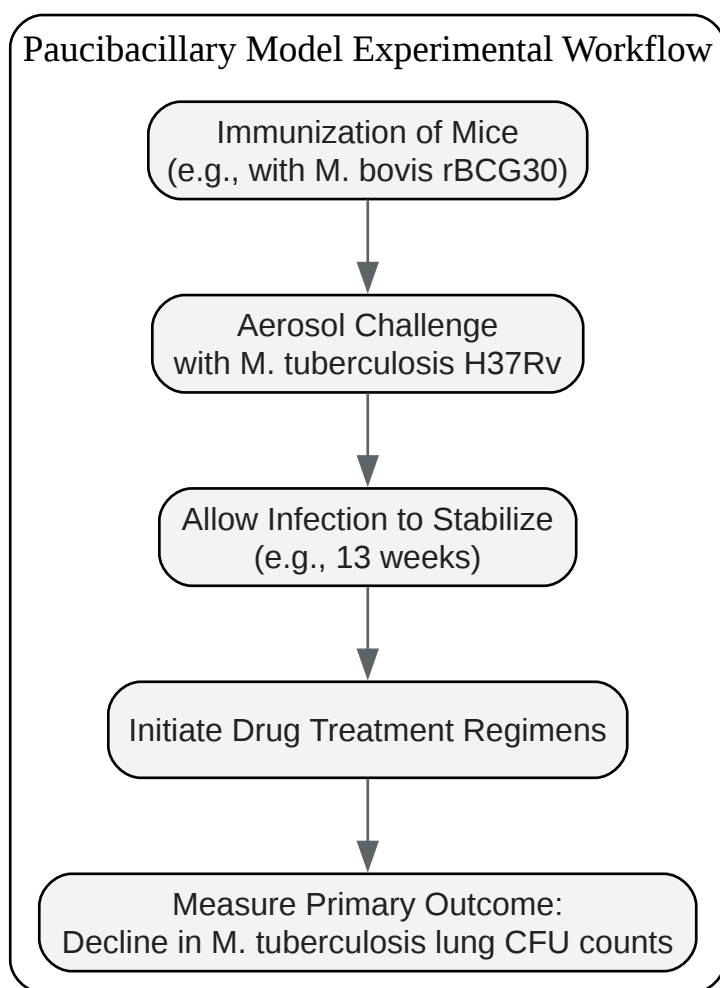 Paucibacillary Model Experimental Workflow
Immunization of Mice
(e.g., with M. bovis rBCG30)
Aerosol Challenge
with M. tuberculosis H37Rv
Allow Infection to Stabilize
(e.g., 13 weeks)
Initiate Drug Treatment Regimens
Measure Primary Outcome:
Decline in M. tuberculosis lung CFU counts